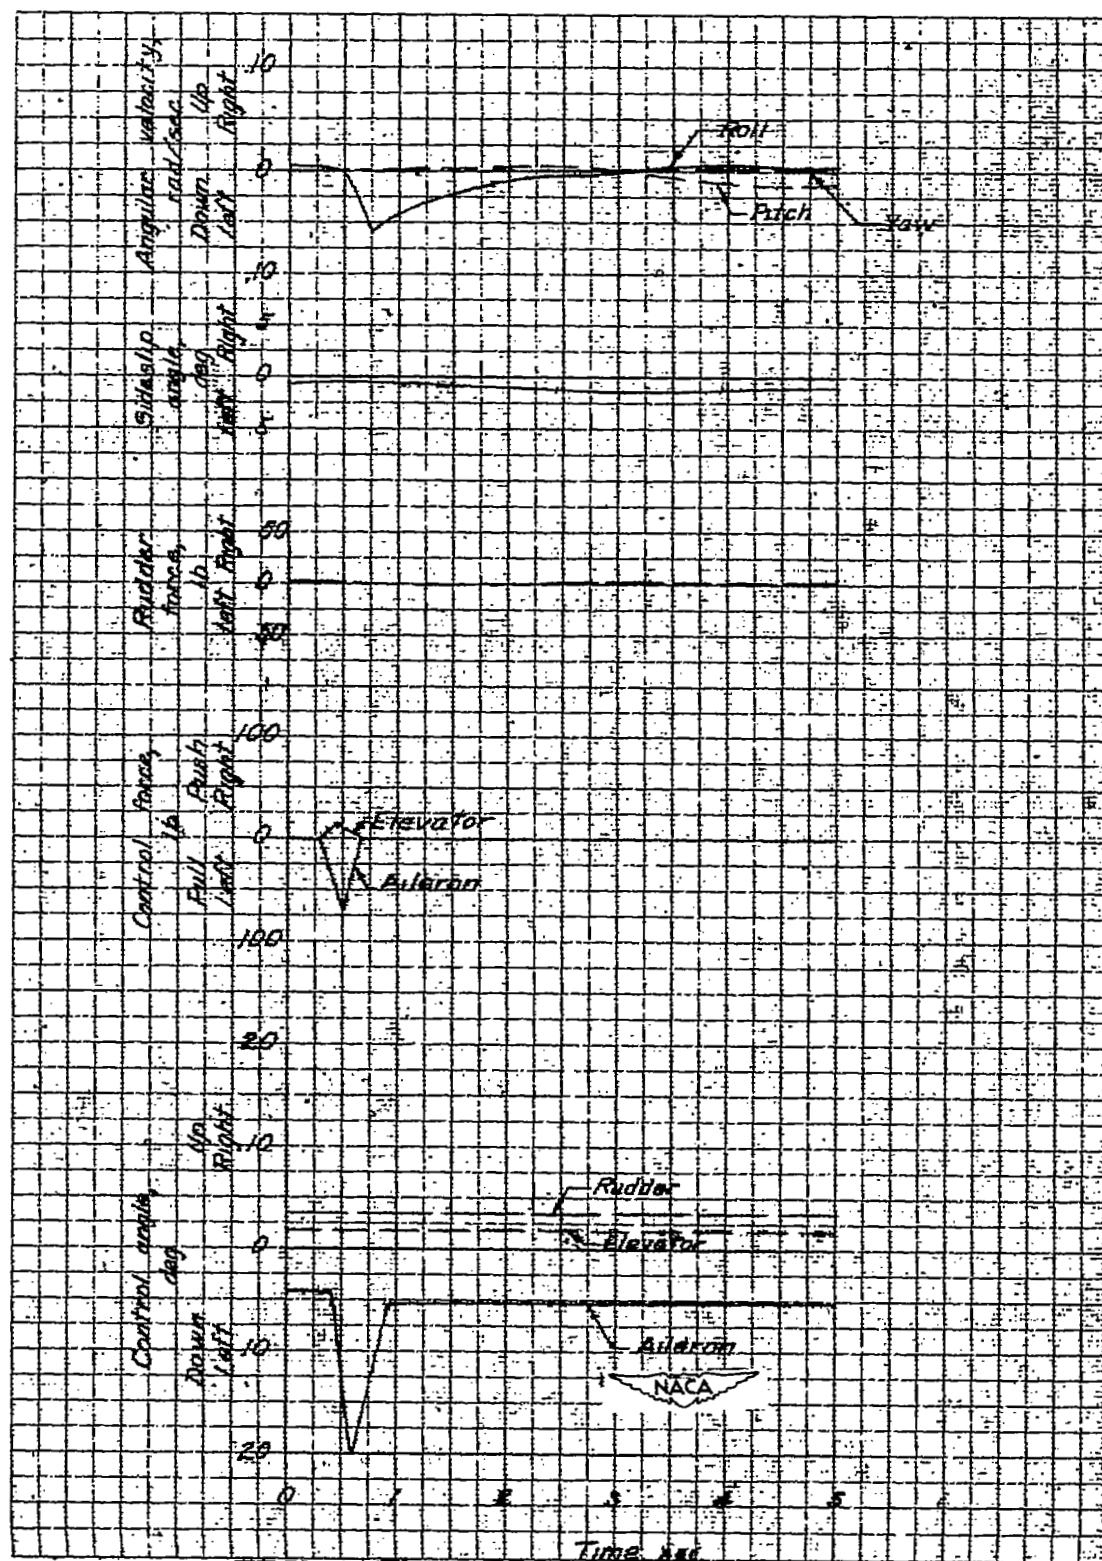 Angular velocity,
rad/sec
Down Up
Left Right
.10
0
.10
Roll
Pitch
Yaw
Sideslip
angle,
deg
Left Right
5
0
5
Rudder
force,
lb
Left Right
50
0
50
Control force,
lb
Pull Push
Left Right
100
0
100
Elevator
Aileron
Control angle,
deg
Down Up
Left Right
20
10
0
10
20
Rudder
Elevator
Aileron
NACA
0 1 2 3 4 5
Time, sec